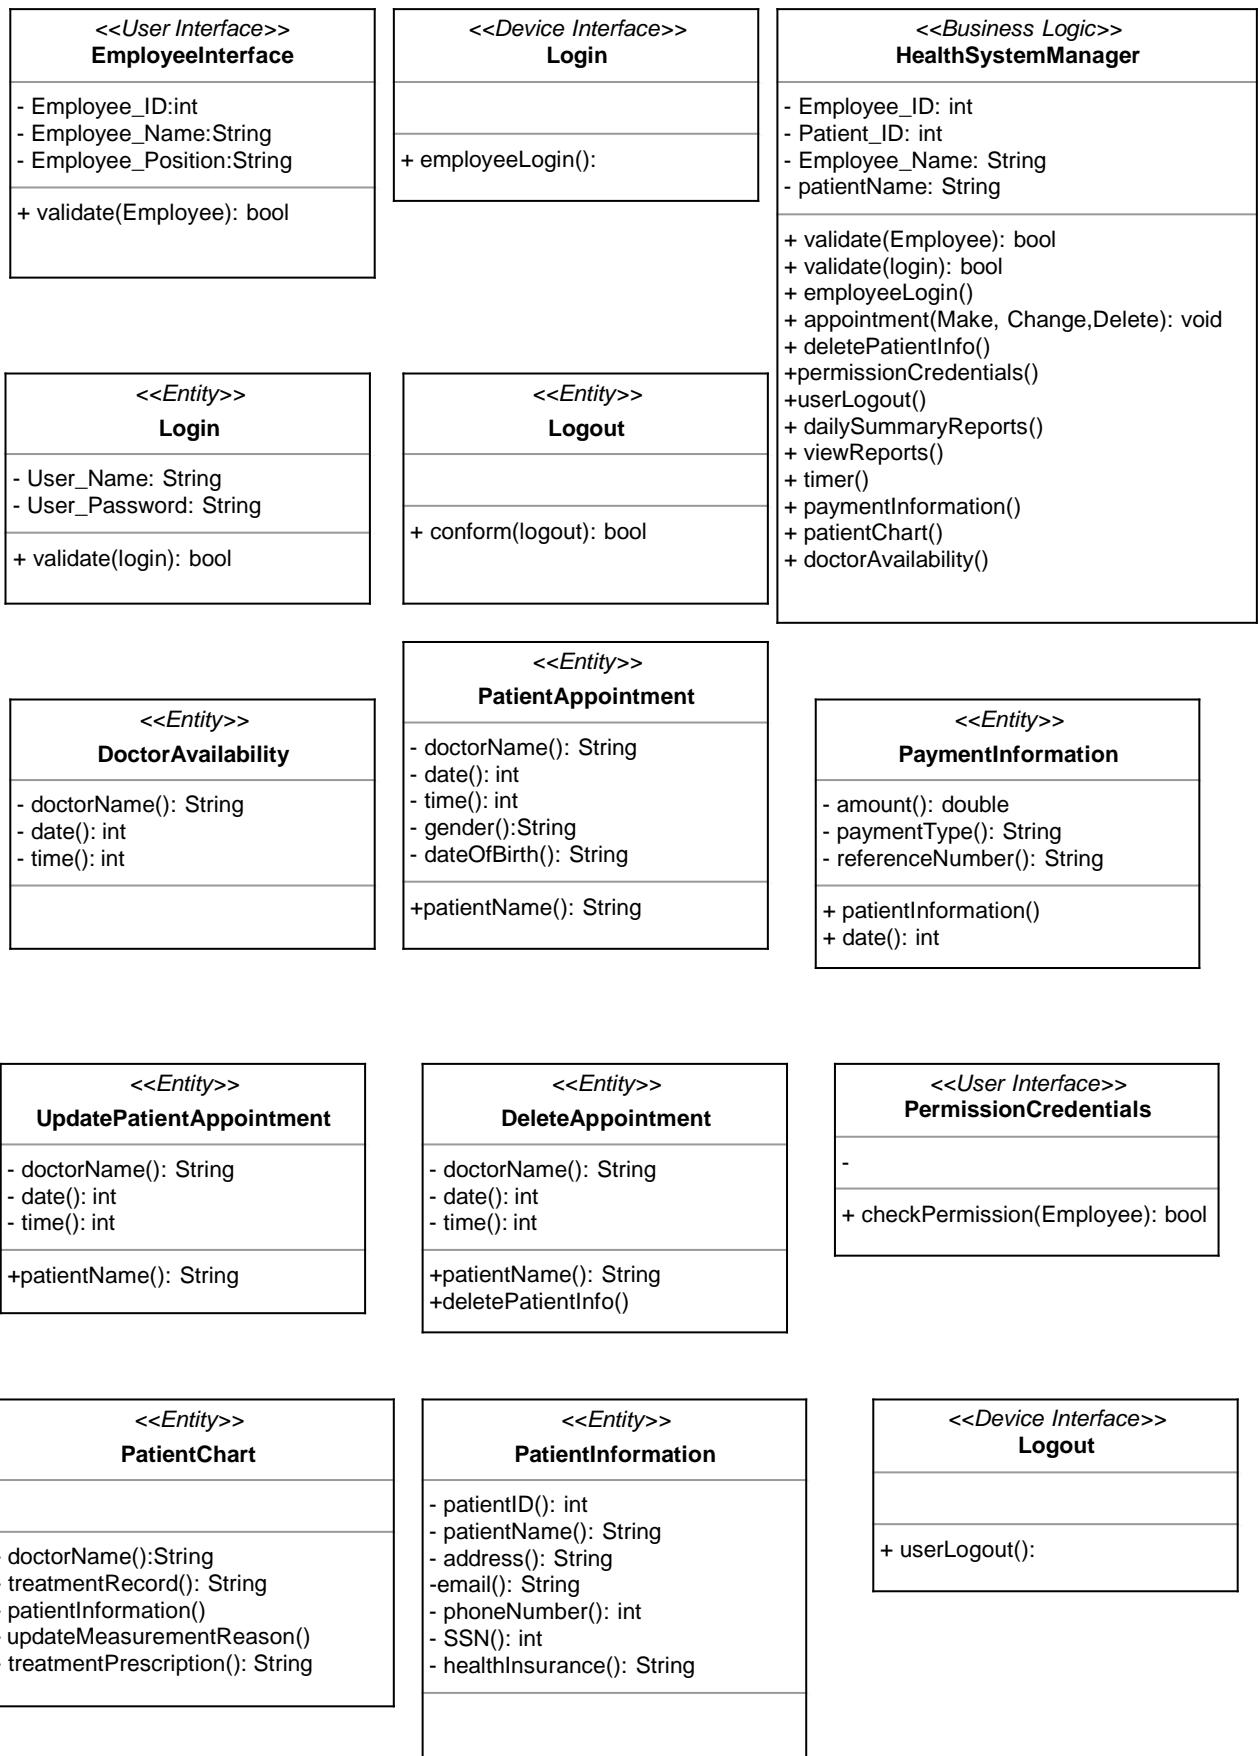 <<User Interface>>
EmployeeInterface
- Employee_ID:int
- Employee_Name:String
- Employee_Position:String
+ validate(Employee): bool
<<Device Interface>>
Login
+ employeeLogin():
<<Business Logic>>
HealthSystemManager
- Employee_ID: int
- Patient_ID: int
- Employee_Name: String
- patientName: String
+ validate(Employee): bool
+ validate(login): bool
+ employeeLogin()
+ appointment(Make, Change,Delete): void
+ deletePatientInfo()
+permissionCredentials()
+userLogout()
+ dailySummaryReports()
+ viewReports()
+ timer()
+ paymentInformation()
+ patientChart()
+ doctorAvailability()
<<Entity>>
Login
- User_Name: String
- User_Password: String
+ validate(login): bool
<<Entity>>
Logout
+ conform(logout): bool
<<Entity>>
DoctorAvailability
- doctorName(): String
- date(): int
- time(): int
<<Entity>>
PatientAppointment
- doctorName(): String
- date(): int
- time(): int
- gender():String
- dateOfBirth(): String
+patientName(): String
<<Entity>>
PaymentInformation
- amount(): double
- paymentType(): String
- referenceNumber(): String
+ patientInformation()
+ date(): int
<<Entity>>
UpdatePatientAppointment
- doctorName(): String
- date(): int
- time(): int
+patientName(): String
<<Entity>>
DeleteAppointment
- doctorName(): String
- date(): int
- time(): int
+patientName(): String
+deletePatientInfo()
<<User Interface>>
PermissionCredentials
-
+ checkPermission(Employee): bool
<<Entity>>
PatientChart
doctorName():String
treatmentRecord(): String
patientInformation()
updateMeasurementReason()
treatmentPrescription(): String
<<Entity>>
PatientInformation
- patientID(): int
- patientName(): String
- address(): String
-email(): String
- phoneNumber(): int
- SSN(): int
- healthInsurance(): String
<<Device Interface>>
Logout
+ userLogout():